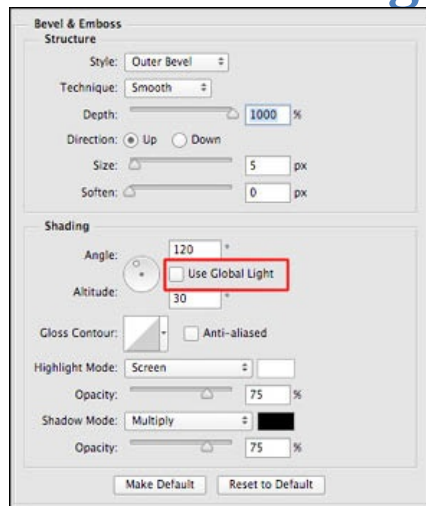 Bevel & Emboss
Structure
Style: Outer Bevel
Technique: Smooth
Depth: 1000 %
Direction: Up Down
Size: 5 px
Soften: 0 px
Shading
Angle: 120 °
Use Global Light
Altitude: 30 °
Gloss Contour: Anti-aliased
Highlight Mode: Screen
Opacity: 75 %
Shadow Mode: Multiply
Opacity: 75 %
Make Default Reset to Default